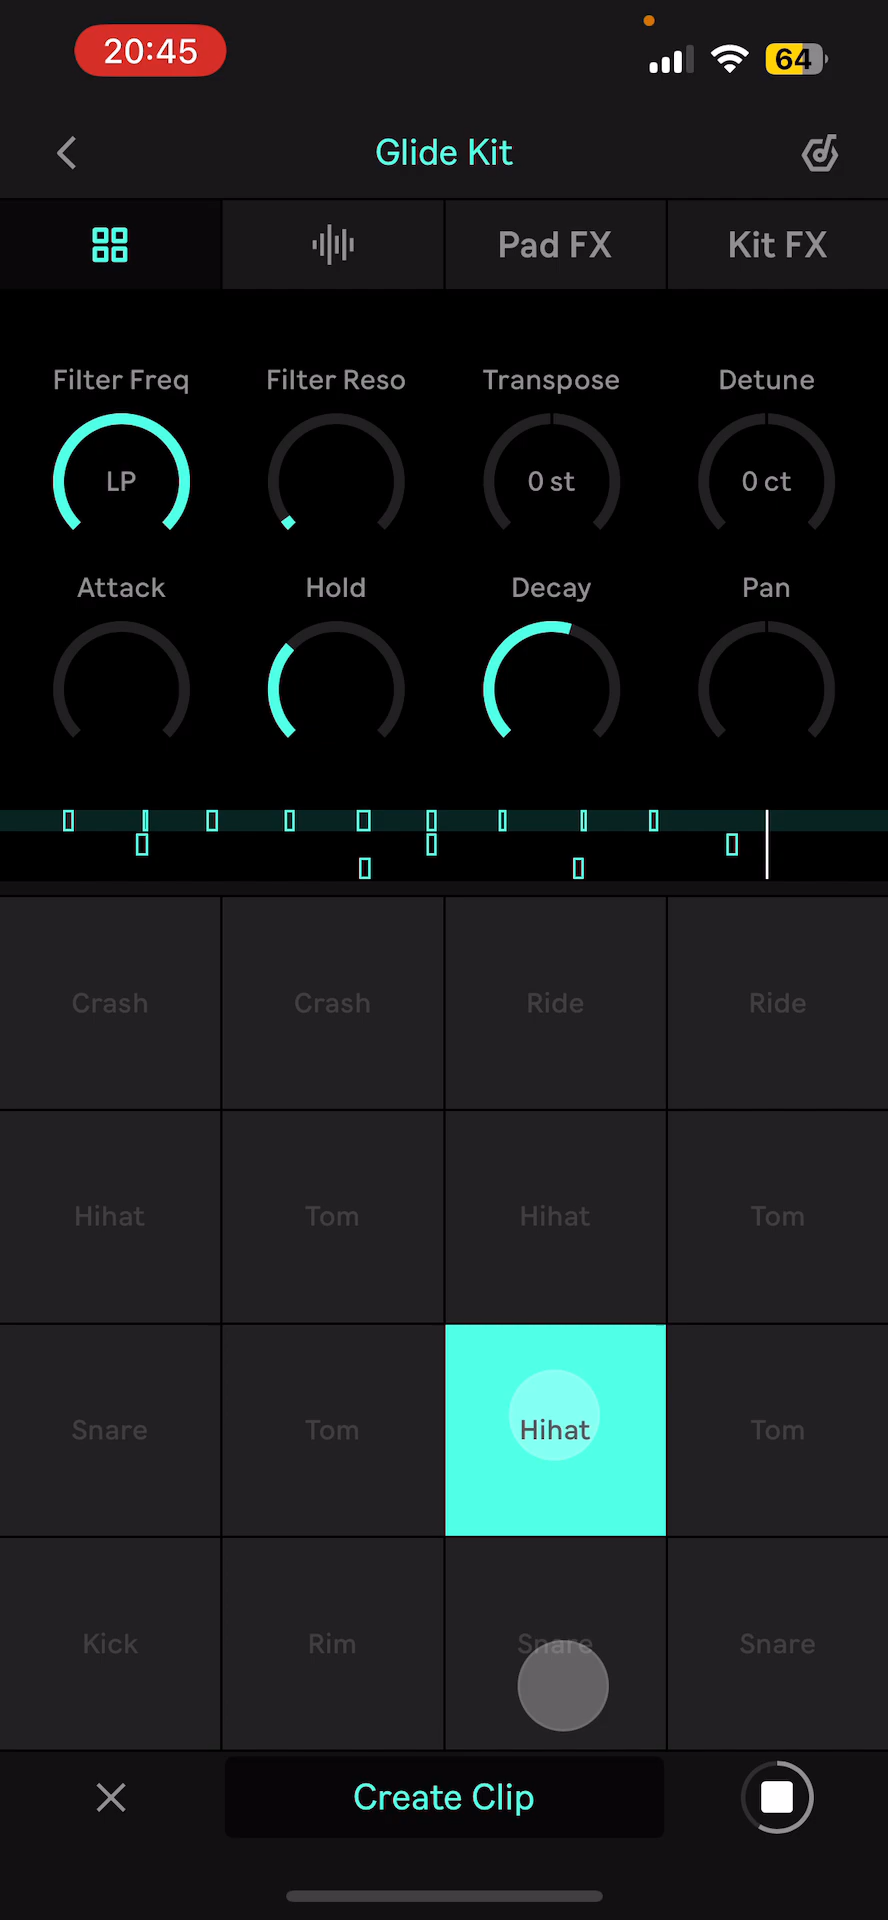 20:45
64
Glide Kit
Pad FX
Kit FX
Filter Freq
Filter Reso
Transpose
Detune
LP
0 st
0 ct
Attack
Hold
Decay
Pan
Crash
Crash
Ride
Ride
Hihat
Tom
Hihat
Tom
Snare
Tom
Hihat
Tom
Kick
Rim
Snare
Snare
Create Clip